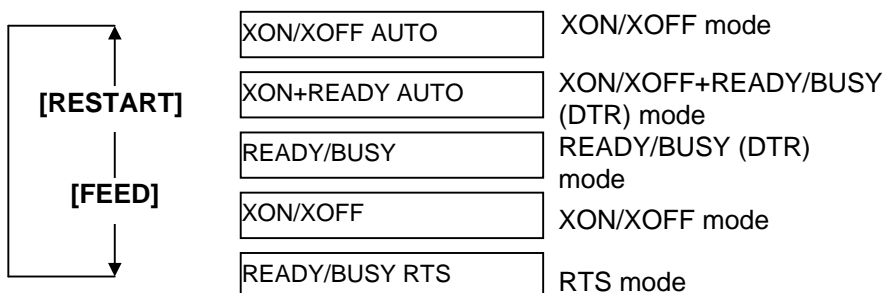 XON/XOFF AUTO XON/XOFF mode
[RESTART]
XON+READY AUTO XON/XOFF+READY/BUSY
(DTR) mode
READY/BUSY READY/BUSY (DTR)
mode
[FEED]
XON/XOFF XON/XOFF mode
READY/BUSY RTS RTS mode